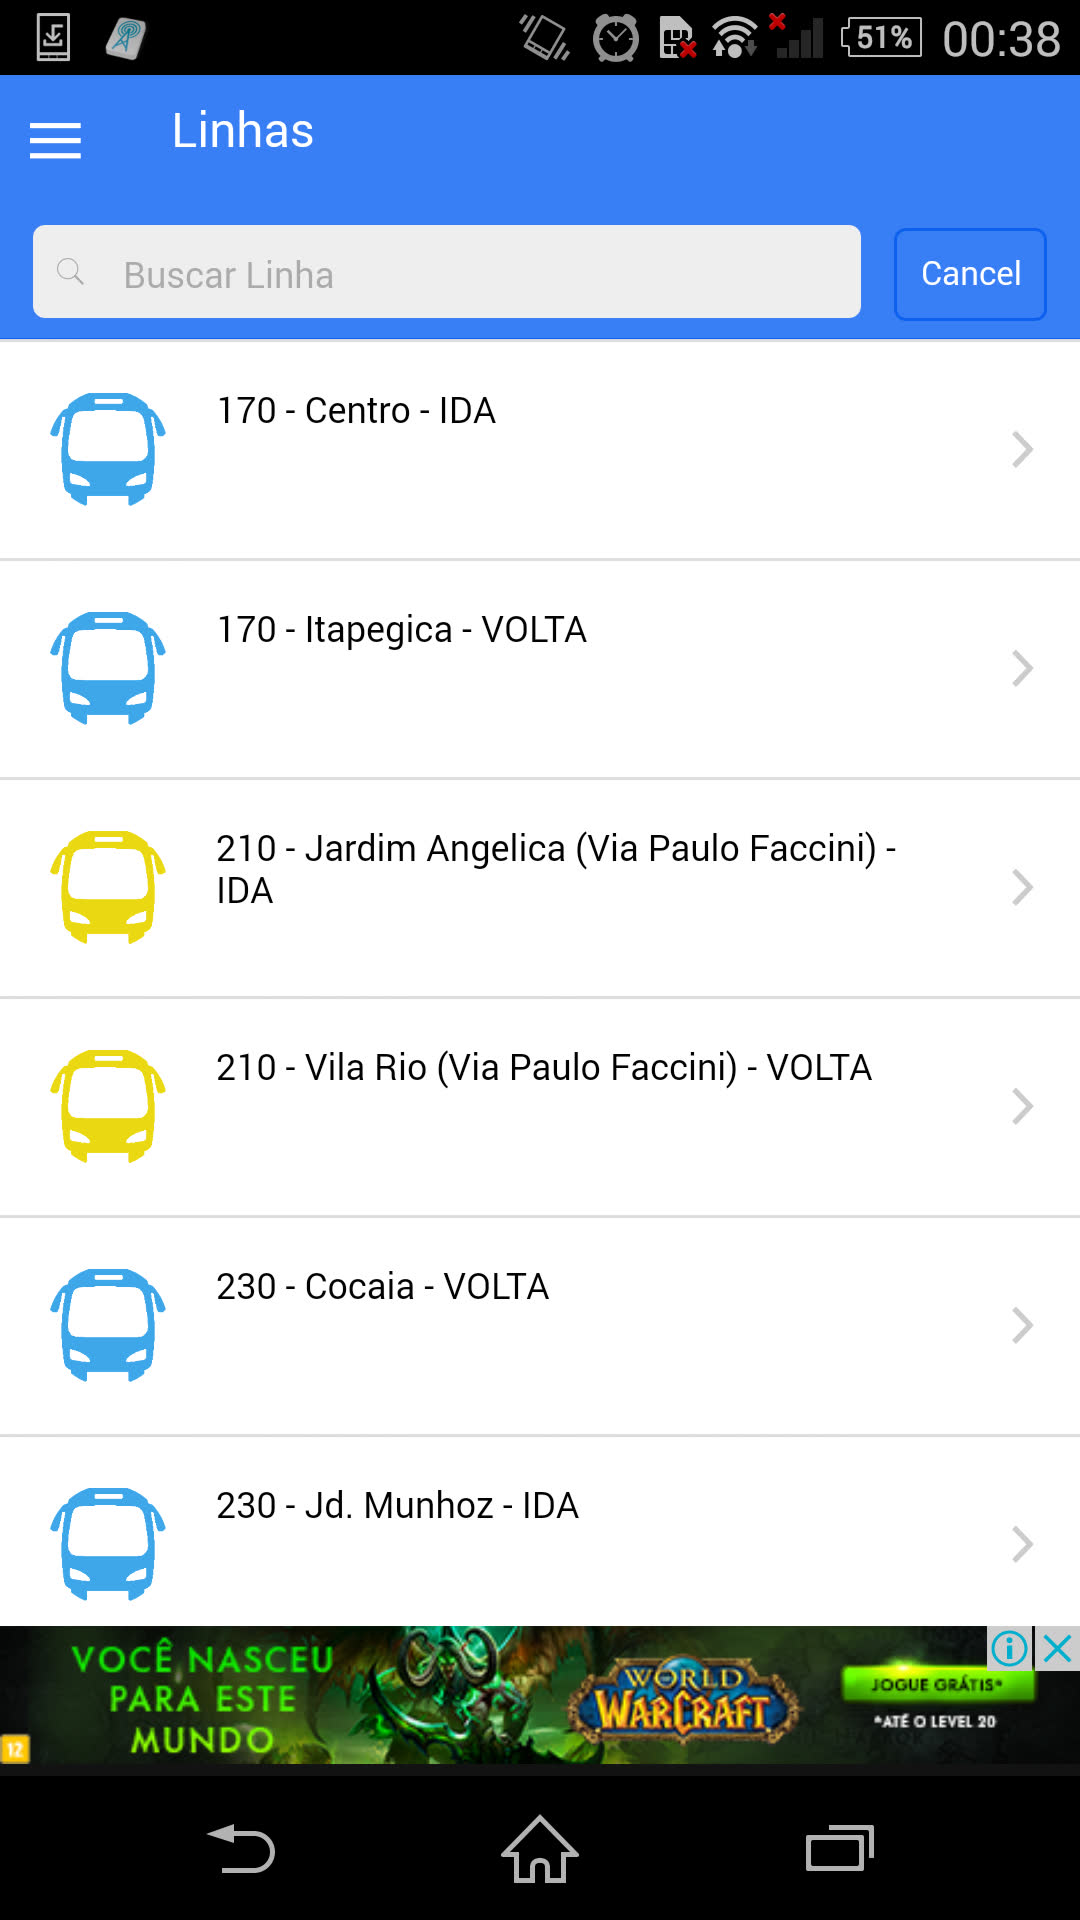 51%
00:38
Linhas
Buscar Linha
Cancel
170 - Centro - IDA
170 - Itapegica - VOLTA
210 - Jardim Angelica (Via Paulo Faccini) -
IDA
210 - Vila Rio (Via Paulo Faccini) - VOLTA
230 - Cocaia - VOLTA
230 - Jd. Munhoz - IDA
VOCÊ NASCEU
PARA ESTE
MUNDO
12
WORLD
WARCRAFT
JOGUE GRÁTIS*
*ATÉ O LEVEL 20